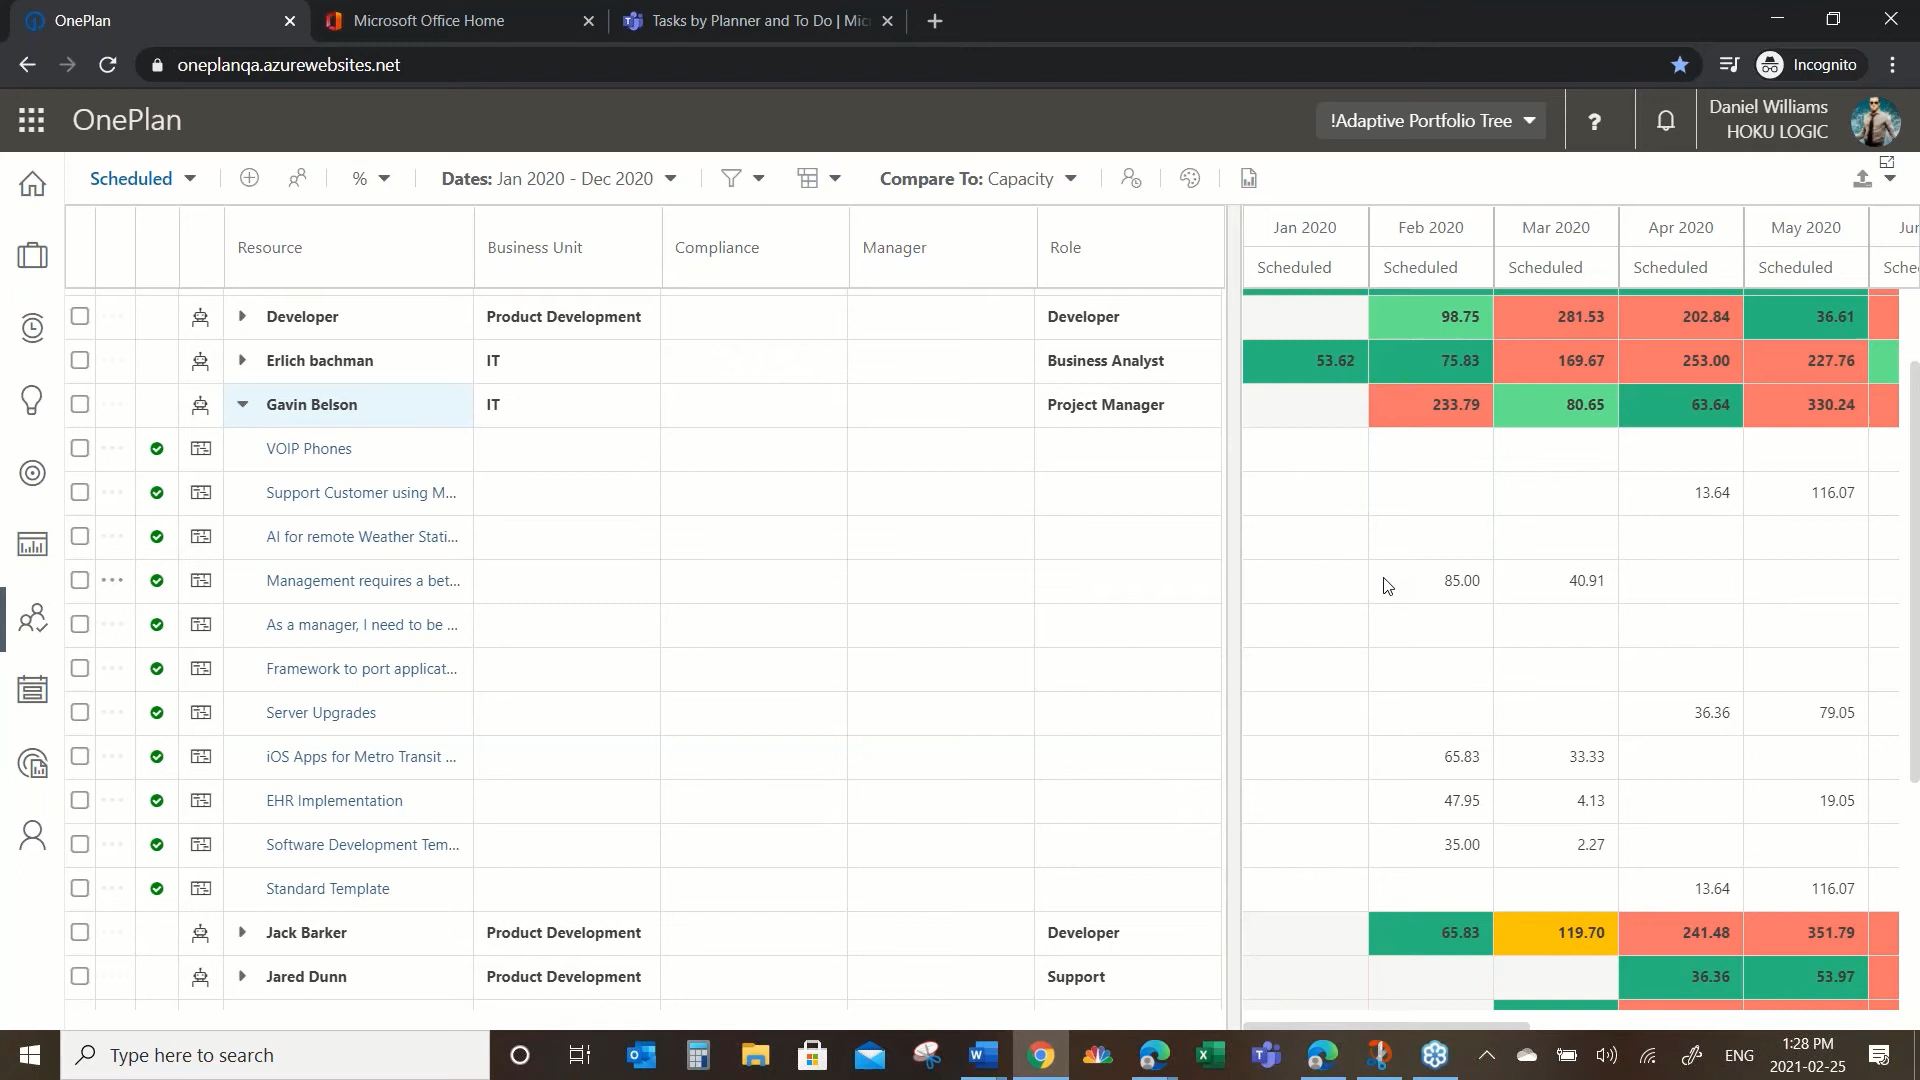 OnePlan
Microsoft Office Home
Tasks by Planner and To Do | Mic
oneplanqa.azurewebsites.net
Incognito
OnePlan
!Adaptive Portfolio Tree
?
Daniel Williams
HOKU LOGIC
Scheduled
%
Dates: Jan 2020 - Dec 2020
Compare To: Capacity
Resource Business Unit Compliance Manager Role
Jan 2020 Feb 2020 Mar 2020 Apr 2020 May 2020 Jur
Scheduled Scheduled Scheduled Scheduled Scheduled Sche
Developer Product Development Developer 98.75 281.53 202.84 36.61
Erlich bachman IT Business Analyst 53.62 75.83 169.67 253.00 227.76
Gavin Belson IT Project Manager 233.79 80.65 63.64 330.24
VOIP Phones
Support Customer using M... 13.64 116.07
AI for remote Weather Stati...
Management requires a bet... 85.00 40.91
As a manager, I need to be ...
Framework to port applicat...
Server Upgrades 36.36 79.05
iOS Apps for Metro Transit ... 65.83 33.33
EHR Implementation 47.95 4.13 19.05
Software Development Tem... 35.00 2.27
Standard Template 13.64 116.07
Jack Barker Product Development Developer 65.83 119.70 241.48 351.79
Jared Dunn Product Development Support 36.36 53.97
Type here to search
ENG
1:28 PM
2021-02-25